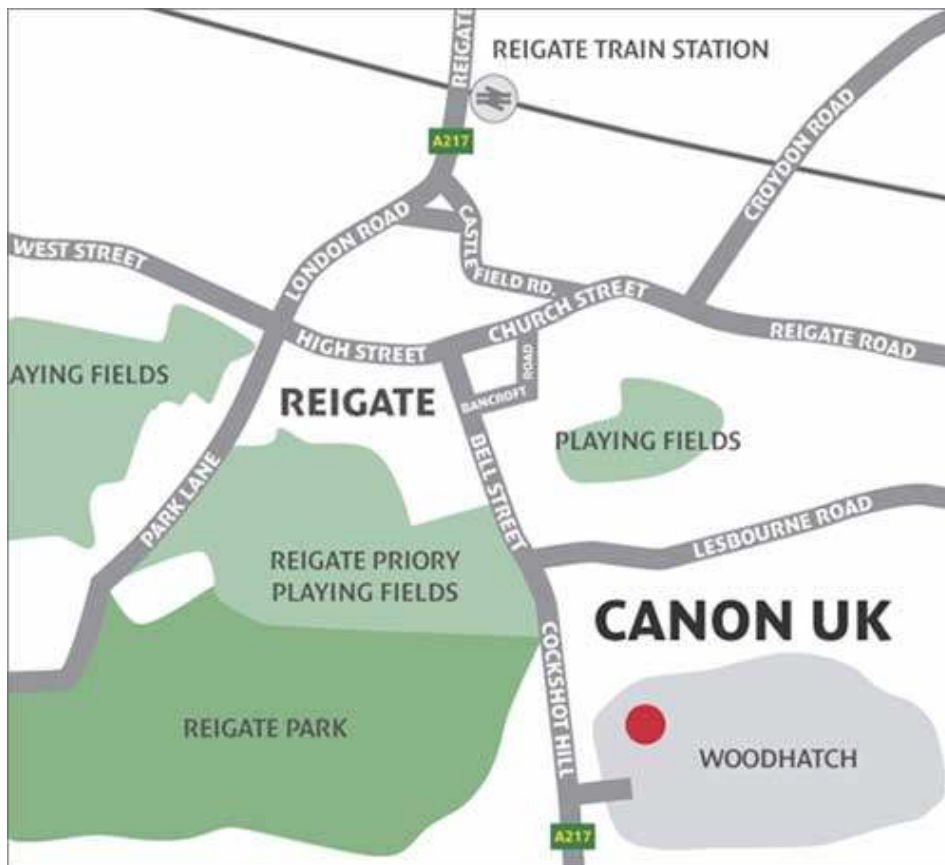 REIGATE
REIGATE TRAIN STATION
A217
CROYDON ROAD
LONDON ROAD
CASTLE
FIELD RD.
WEST STREET
CHURCH STREET
HIGH STREET
REIGATE ROAD
ROAD
BANCROFT
AYING FIELDS
REIGATE
PLAYING FIELDS
BELL STREET
PARK LANE
LESBOURNE ROAD
REIGATE PRIORY
PLAYING FIELDS
CANON UK
COCKSHOT HILL
REIGATE PARK
WOODHATCH
A217